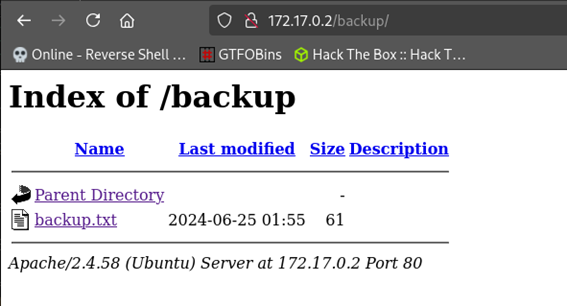 172.17.0.2/backup/
Online - Reverse Shell ... GTFOBins Hack The Box :: Hack T...
Index of /backup
Name Last modified Size Description
Parent Directory -
backup.txt 2024-06-25 01:55 61
Apache/2.4.58 (Ubuntu) Server at 172.17.0.2 Port 80